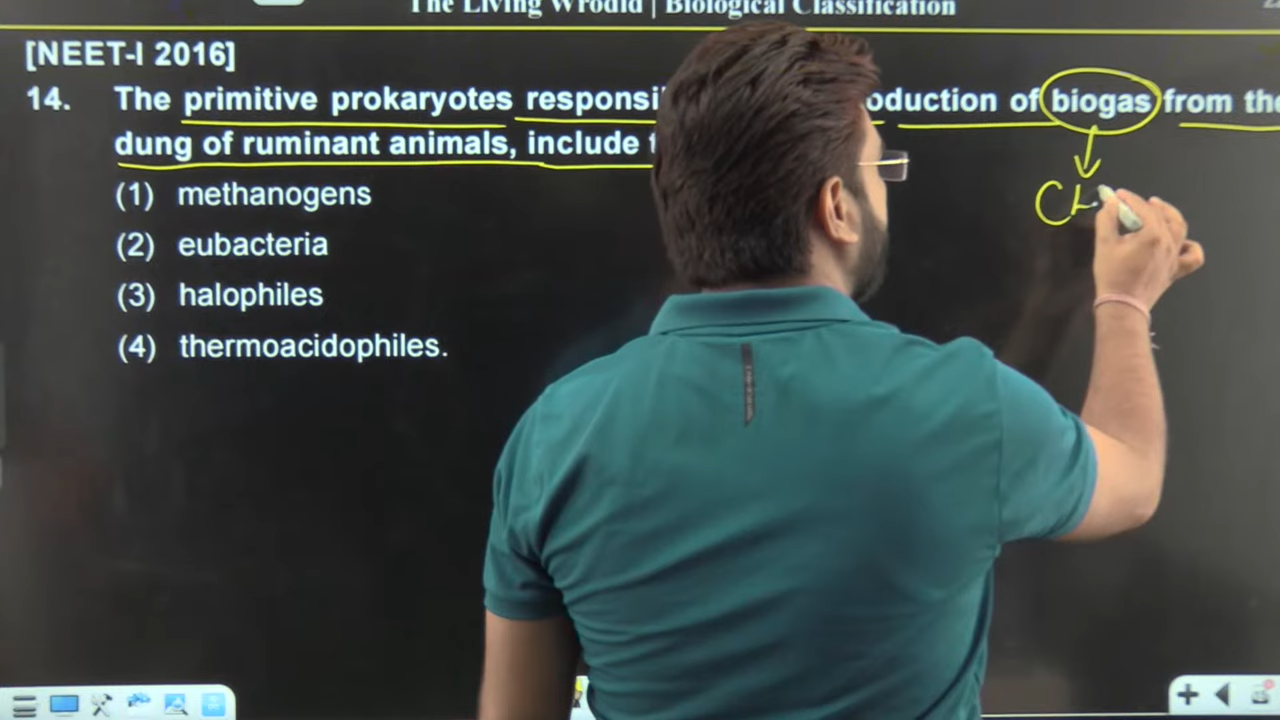 The Living Wrodld | Biological Classification
[NEET-I 2016]
14. The primitive prokaryotes responsi oduction of biogas from the
dung of ruminant animals, include t
CH
(1) methanogens
(2) eubacteria
(3) halophiles
(4) thermoacidophiles.